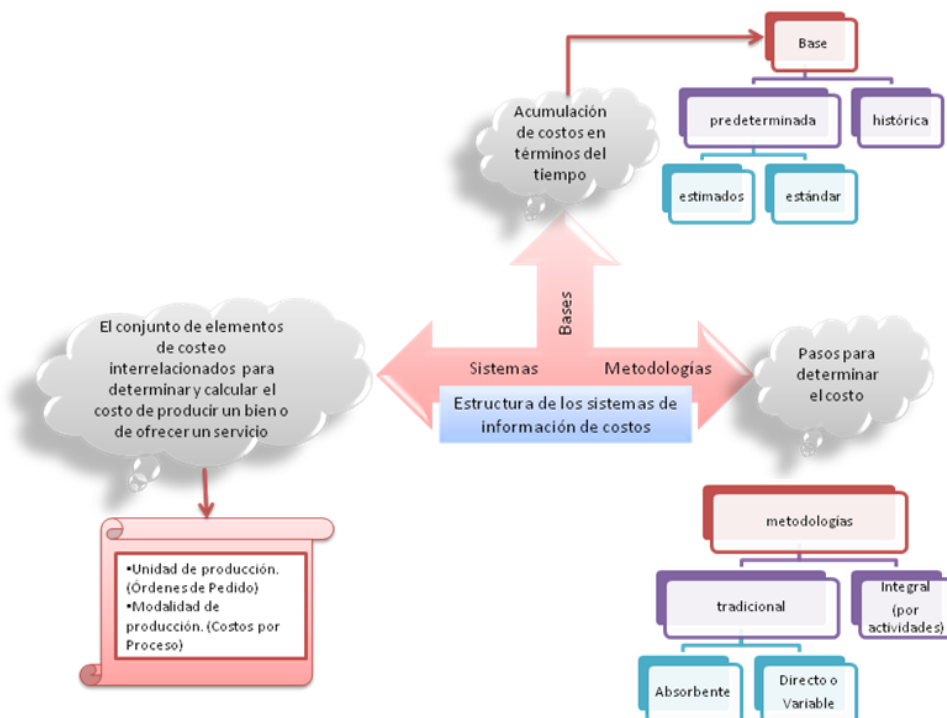 Base
predeterminada
histórica
estimados
estándar
Acumulación
de costos en
términos del
tiempo
Bases
Sistemas
Metodologías
Estructura de los sistemas de
información de costos
El conjunto de elementos
de costeo
interrelacionados para
determinar y calcular el
costo de producir un bien o
de ofrecer un servicio
Pasos para
determinar
el costo
•Unidad de producción.
(Órdenes de Pedido)
•Modalidad de
producción. (Costos por
Proceso)
metodologías
tradicional
Integral
(por
actividades)
Absorbente
Directo o
Variable